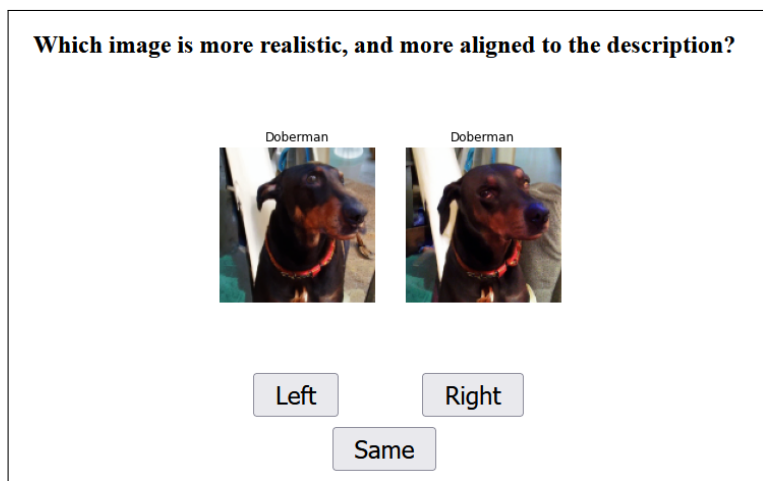 Which image is more realistic, and more aligned to the description?
Doberman Doberman
Left Right
Same